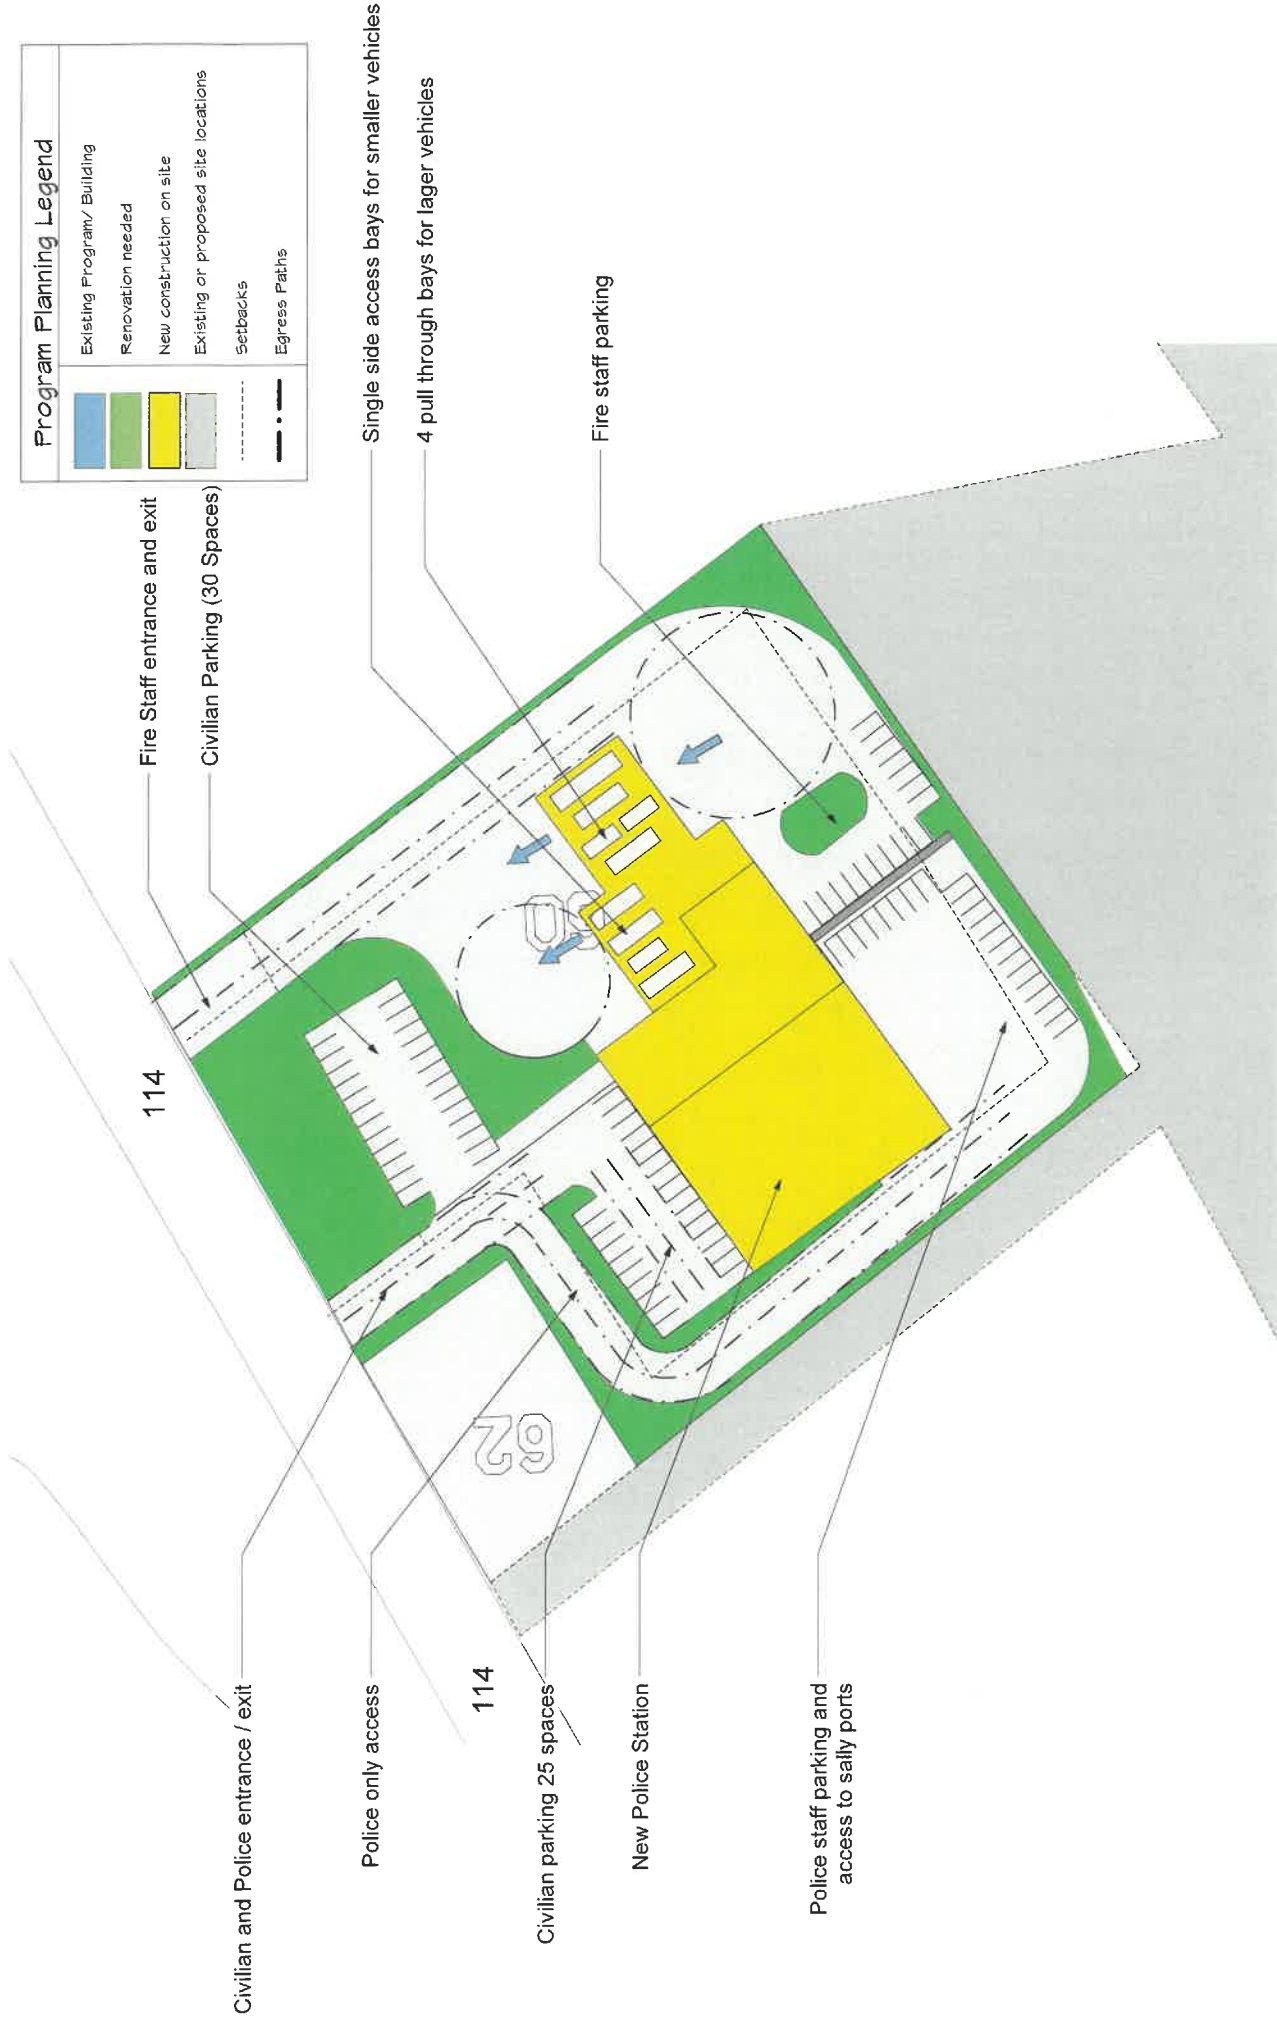 Program Planning Legend
Existing Program/ Building
Renovation needed
New construction on site
Existing or proposed site locations
Setbacks
Egress Paths
Fire Staff entrance and exit
Civilian Parking (30 Spaces)
Single side access bays for smaller vehicles
4 pull through bays for lager vehicles
Fire staff parking
114
50
62
114
Civilian and Police entrance / exit
Police only access
Civilian parking 25 spaces
New Police Station
Police staff parking and
access to sally ports